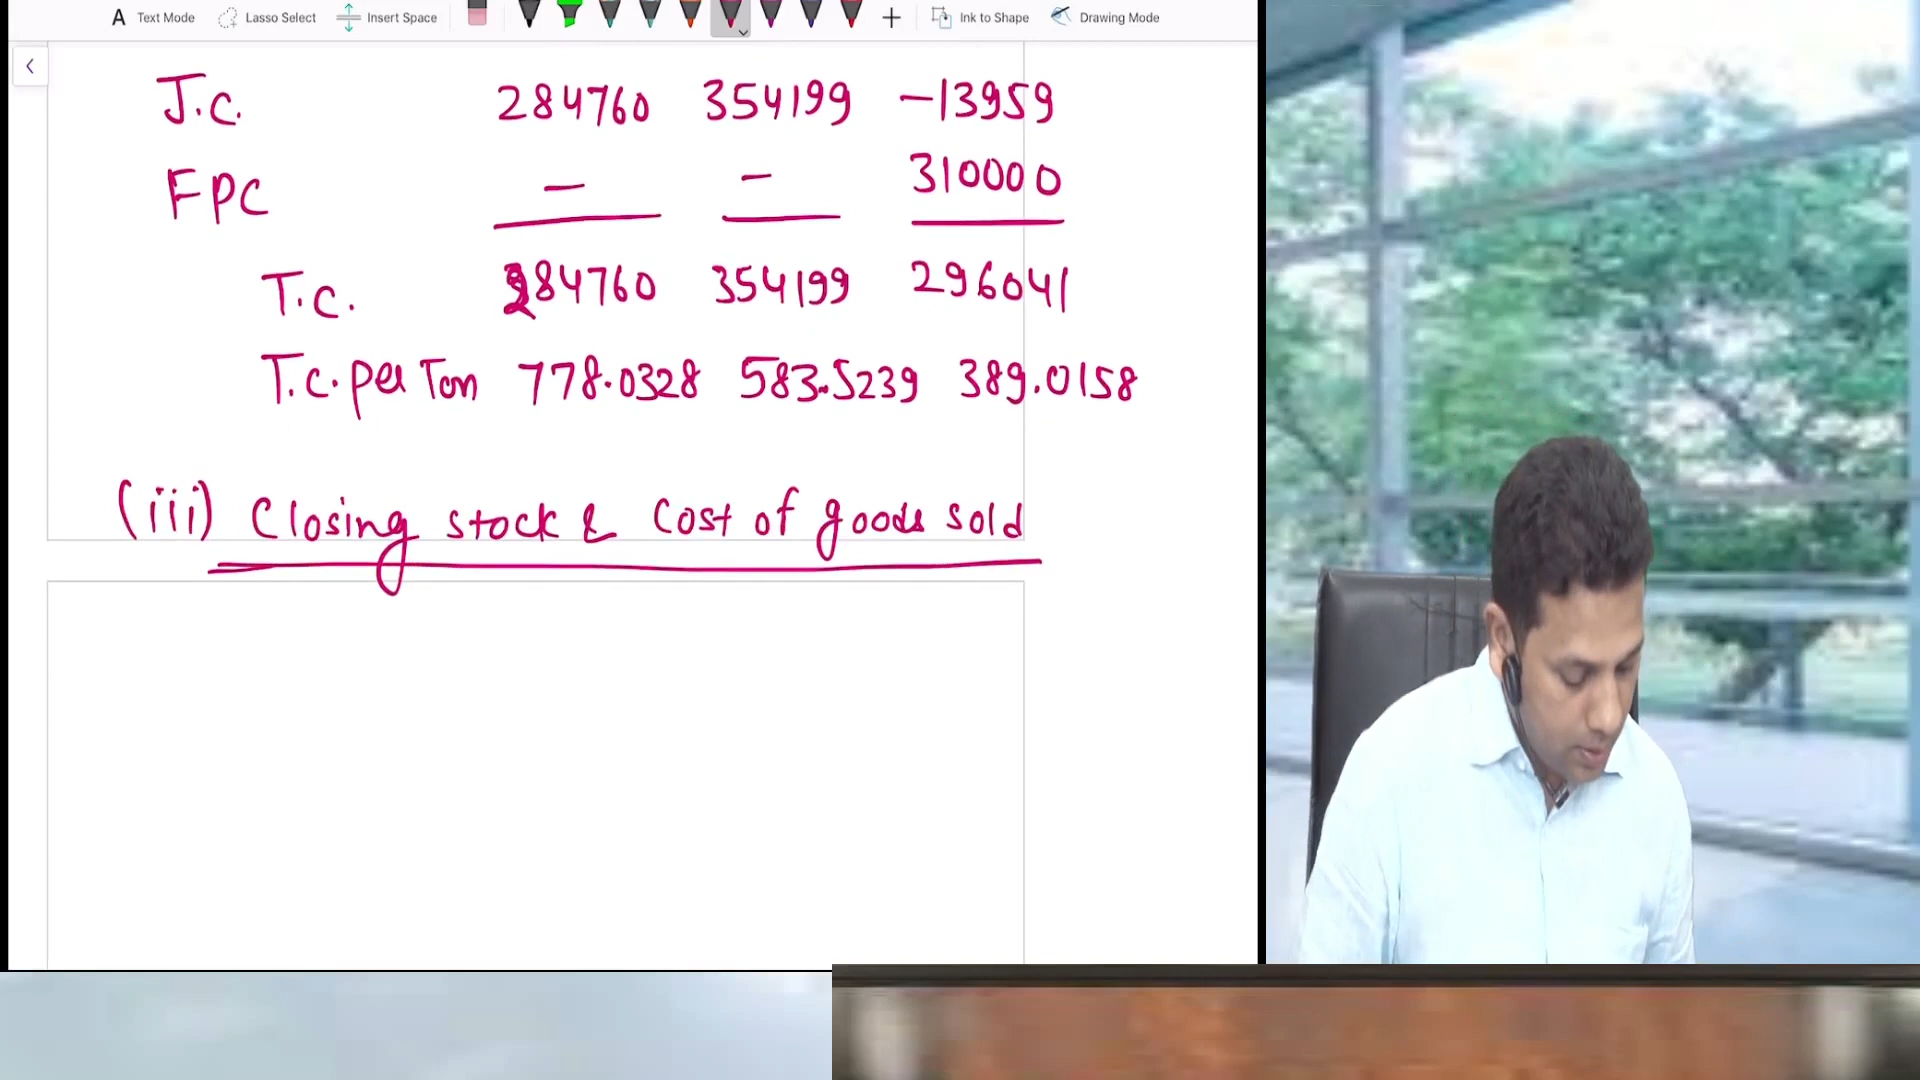 A Text Mode Lasso Select Insert Space Ink to Shape Drawing Mode
J.C. 284760 354199 -13959
FPC - - 310000
T.C. 284760 354199 296041
T.C. per Ton 778.0328 583.5239 389.0158
(iii) Closing stock & Cost of goods sold